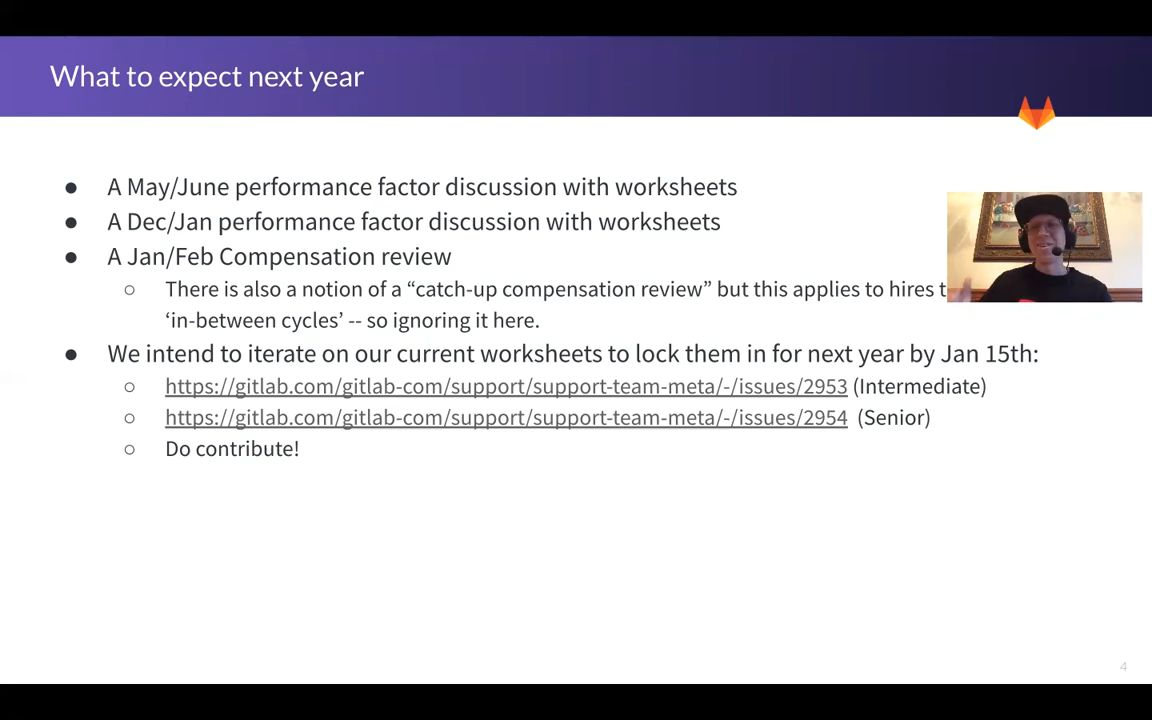 What to expect next year
● A May/June performance factor discussion with worksheets
● A Dec/Jan performance factor discussion with worksheets
● A Jan/Feb Compensation review
○ There is also a notion of a “catch-up compensation review” but this applies to hires
‘in-between cycles’ -- so ignoring it here.
● We intend to iterate on our current worksheets to lock them in for next year by Jan 15th:
○ https://gitlab.com/gitlab-com/support/support-team-meta/-/issues/2953 (Intermediate)
○ https://gitlab.com/gitlab-com/support/support-team-meta/-/issues/2954 (Senior)
○ Do contribute!
4